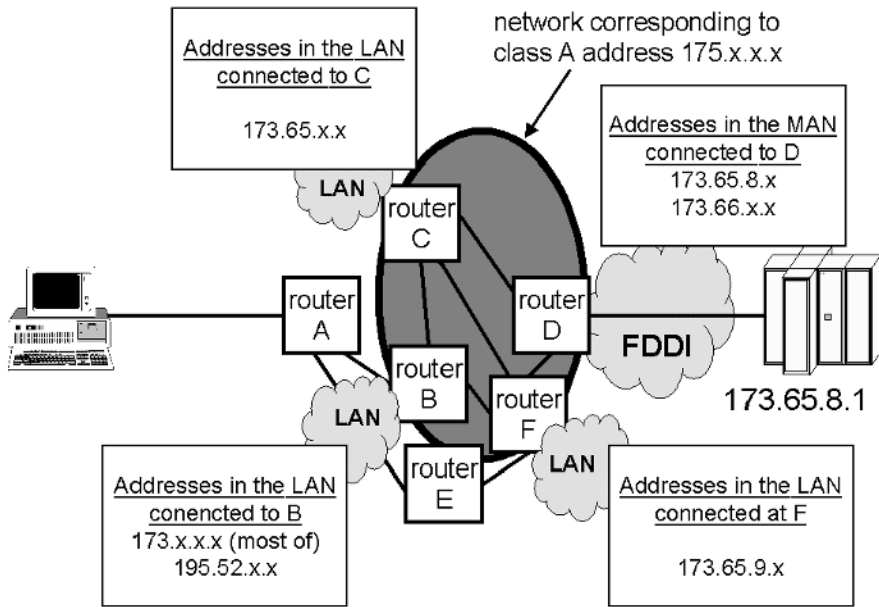 network corresponding to
class A address 175.x.x.x
Addresses in the LAN
connected to C
173.65.x.x
Addresses in the MAN
connected to D
173.65.8.x
173.66.x.x
LAN
router
C
router
A
router
D
FDDI
173.65.8.1
router
B
LAN
router
F
router
E
LAN
Addresses in the LAN
conencted to B
173.x.x.x (most of)
195.52.x.x
Addresses in the LAN
connected at F
173.65.9.x